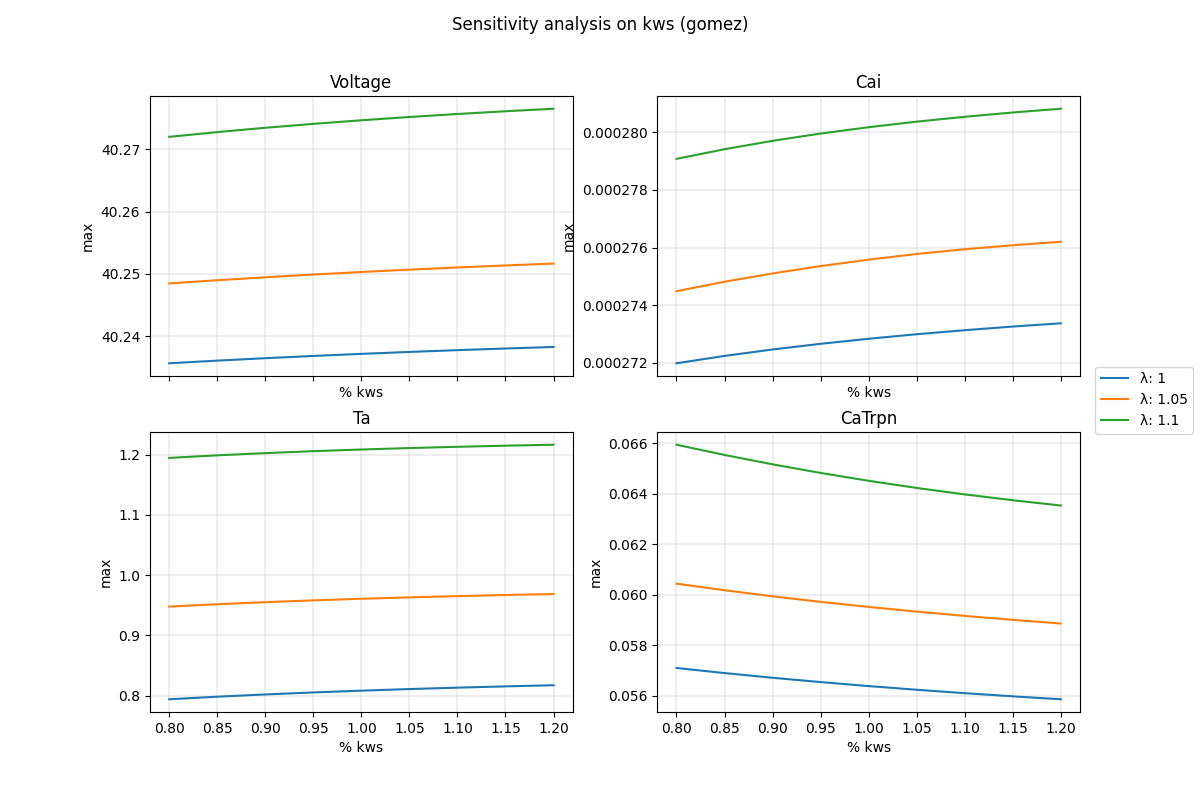 Sensitivity analysis on kws (gomez)
Voltage
40.27
40.26
40.25
40.24
max
% kws
Cai
0.000280
0.000278
0.000276
0.000274
0.000272
max
% kws
λ: 1
λ: 1.05
λ: 1.1
Ta
1.2
1.1
1.0
0.9
0.8
max
0.80 0.85 0.90 0.95 1.00 1.05 1.10 1.15 1.20
% kws
CaTrpn
0.066
0.064
0.062
0.060
0.058
0.056
max
0.80 0.85 0.90 0.95 1.00 1.05 1.10 1.15 1.20
% kws